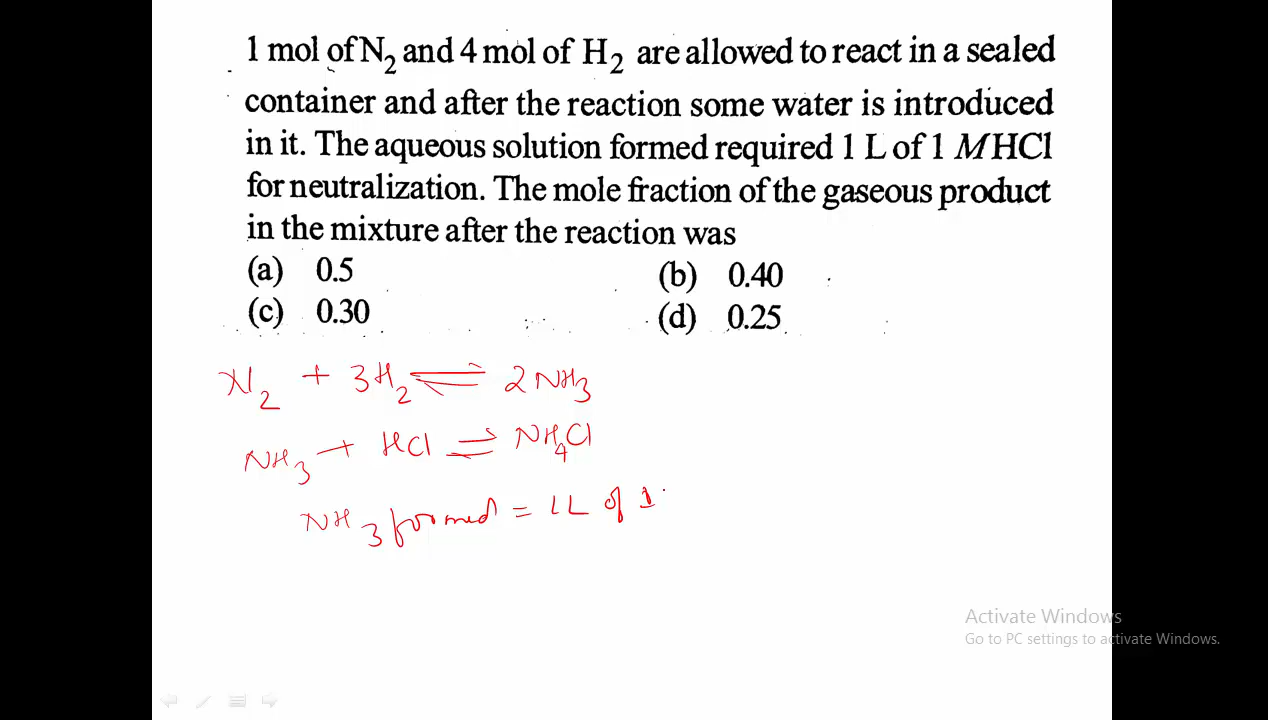 1 mol of N₂ and 4 mol of H₂ are allowed to react in a sealed
container and after the reaction some water is introduced
in it. The aqueous solution formed required 1 L of 1 M HCl
for neutralization. The mole fraction of the gaseous product
in the mixture after the reaction was
(a) 0.5 (b) 0.40
(c) 0.30 (d) 0.25
N₂ + 3H₂ ⇌ 2NH₃
NH₃ + HCl ⇌ NH₄Cl
NH₃ formed = 1L of 1
Activate Windows
Go to PC settings to activate Windows.